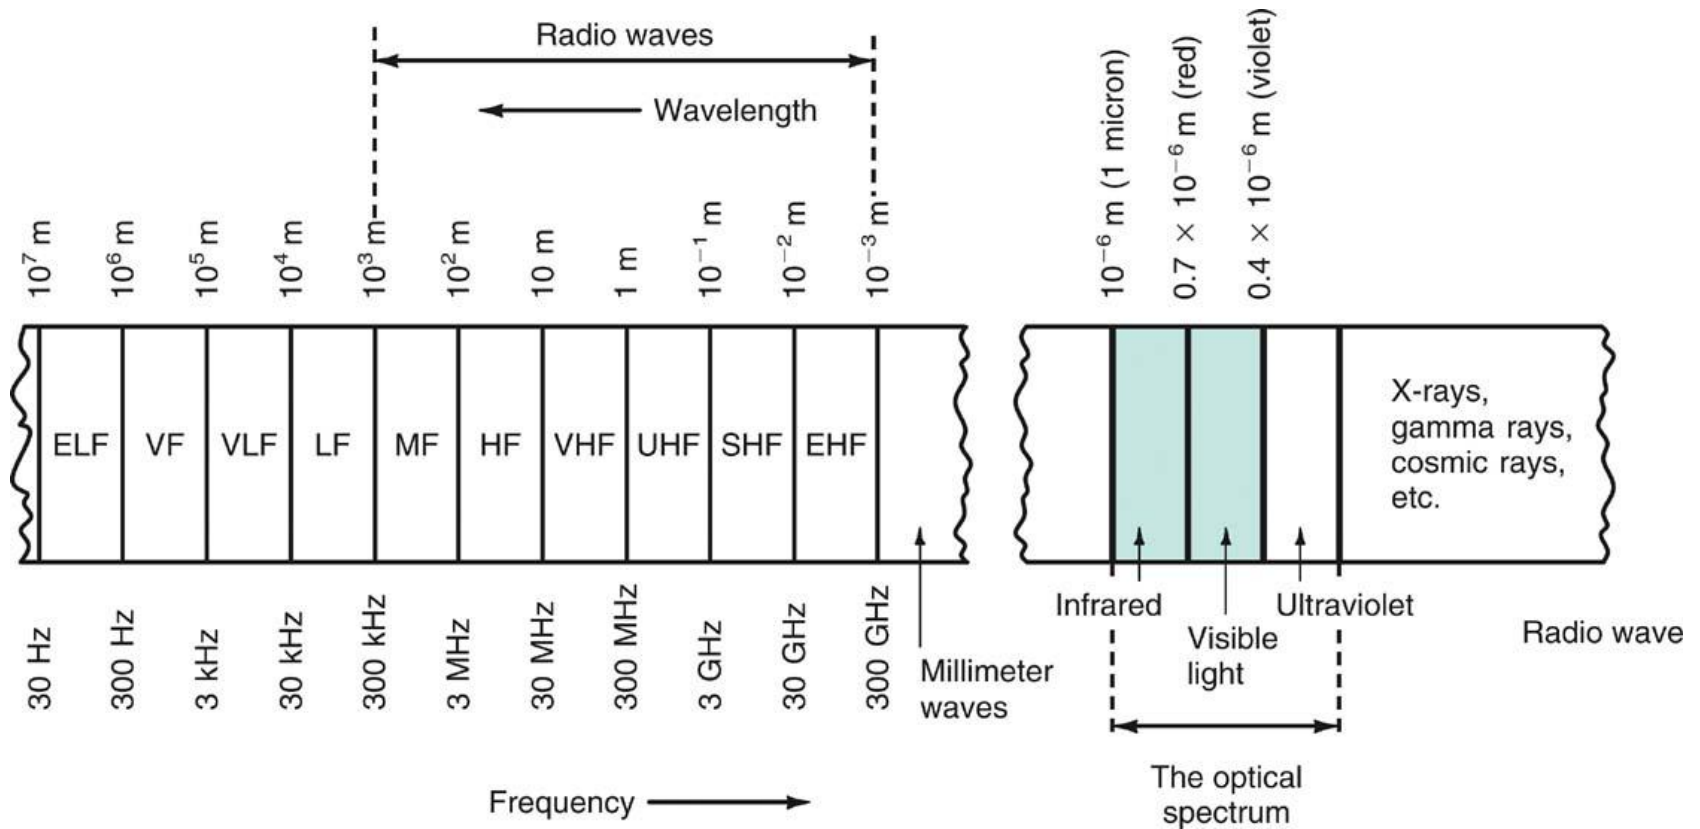 Radio waves
Wavelength
10⁷ m
10⁶ m
10⁵ m
10⁴ m
10³ m
10² m
10 m
1 m
10⁻¹ m
10⁻² m
10⁻³ m
10⁻⁶ m (1 micron)
0.7 × 10⁻⁶ m (red)
0.4 × 10⁻⁶ m (violet)
ELF
VF
VLF
LF
MF
HF
VHF
UHF
SHF
EHF
X-rays,
gamma rays,
cosmic rays,
etc.
30 Hz
300 Hz
3 kHz
30 kHz
300 kHz
3 MHz
30 MHz
300 MHz
3 GHz
30 GHz
300 GHz
Millimeter
waves
Infrared
Visible
light
Ultraviolet
Radio wave
The optical
spectrum
Frequency